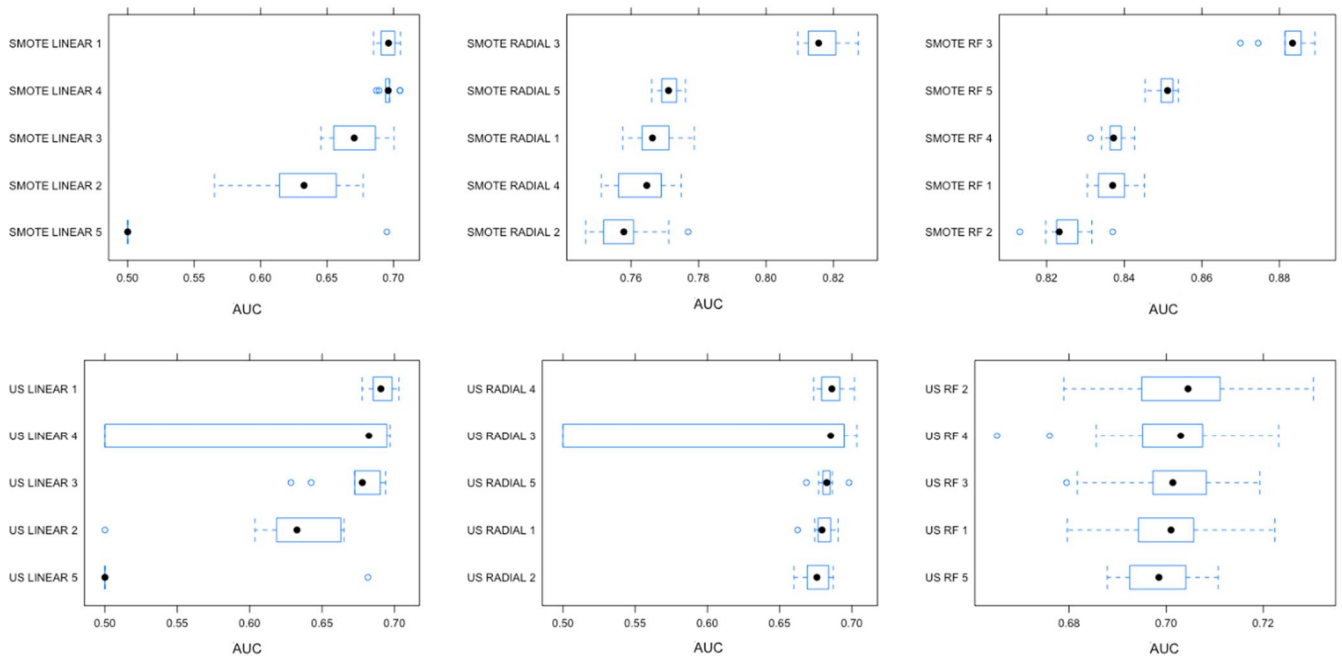 SMOTE LINEAR 1
SMOTE LINEAR 4
SMOTE LINEAR 3
SMOTE LINEAR 2
SMOTE LINEAR 5
0.50 0.55 0.60 0.65 0.70
AUC
SMOTE RADIAL 3
SMOTE RADIAL 5
SMOTE RADIAL 1
SMOTE RADIAL 4
SMOTE RADIAL 2
0.76 0.78 0.80 0.82
AUC
SMOTE RF 3
SMOTE RF 5
SMOTE RF 4
SMOTE RF 1
SMOTE RF 2
0.82 0.84 0.86 0.88
AUC
US LINEAR 1
US LINEAR 4
US LINEAR 3
US LINEAR 2
US LINEAR 5
0.50 0.55 0.60 0.65 0.70
AUC
US RADIAL 4
US RADIAL 3
US RADIAL 5
US RADIAL 1
US RADIAL 2
0.50 0.55 0.60 0.65 0.70
AUC
US RF 2
US RF 4
US RF 3
US RF 1
US RF 5
0.68 0.70 0.72
AUC